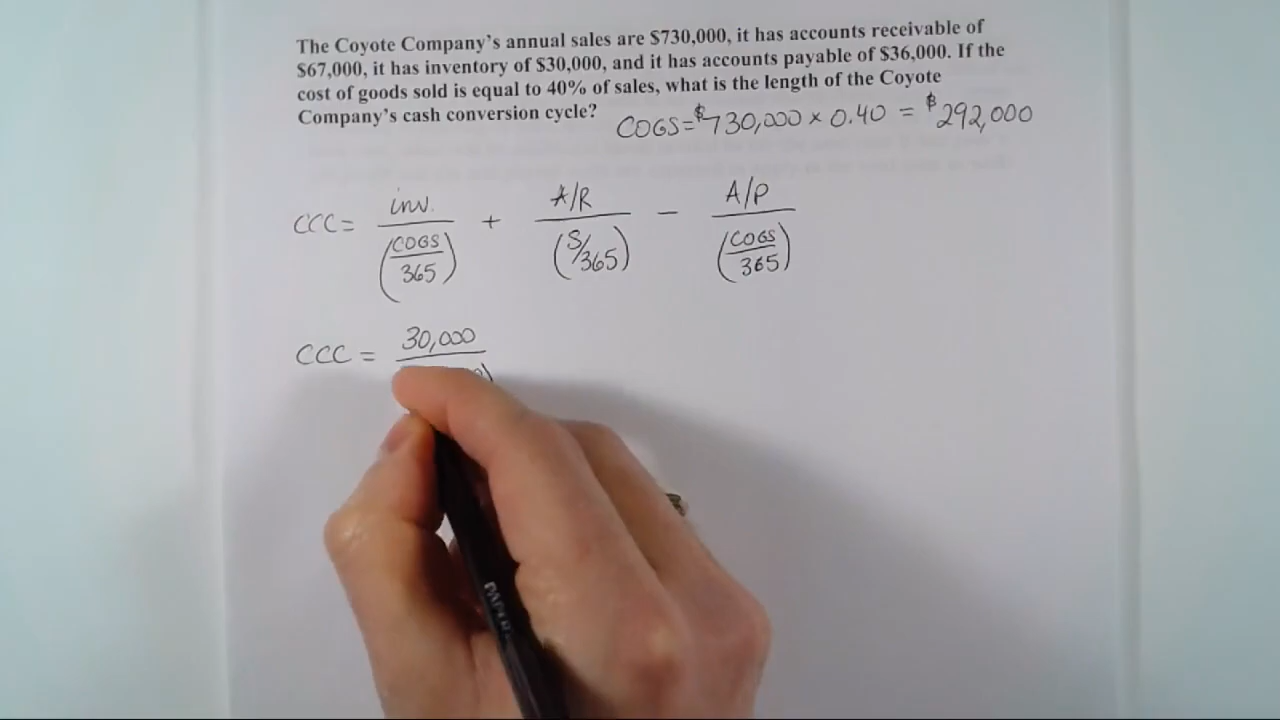 The Coyote Company's annual sales are $730,000, it has accounts receivable of
$67,000, it has inventory of $30,000, and it has accounts payable of $36,000. If the
cost of goods sold is equal to 40% of sales, what is the length of the Coyote
Company's cash conversion cycle? COGS=$730,000 × 0.40 = $292,000
inv. A/R A/P
CCC= + −
(COGS/365) (S/365) (COGS/365)
30,000
CCC =
PAPER